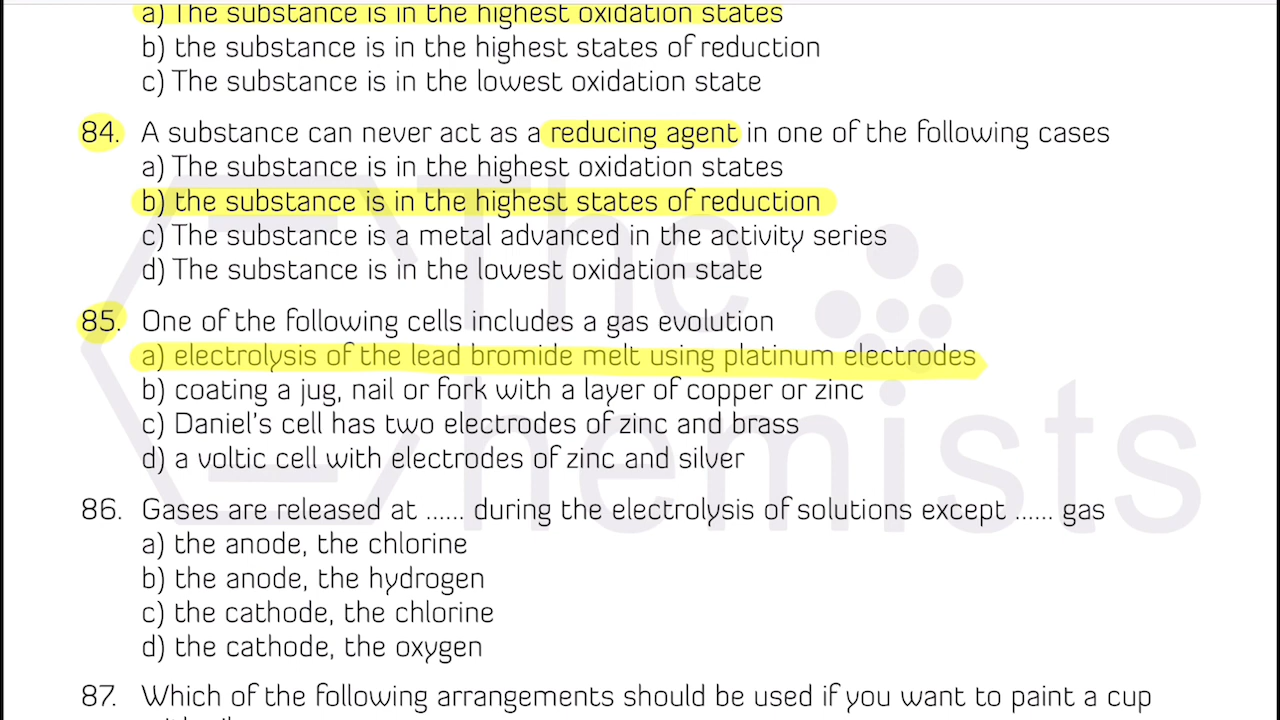 a) The substance is in the highest oxidation states
b) the substance is in the highest states of reduction
c) The substance is in the lowest oxidation state
84. A substance can never act as a reducing agent in one of the following cases
a) The substance is in the highest oxidation states
b) the substance is in the highest states of reduction
c) The substance is a metal advanced in the activity series
d) The substance is in the lowest oxidation state
85. One of the following cells includes a gas evolution
a) electrolysis of the lead bromide melt using platinum electrodes
b) coating a jug, nail or fork with a layer of copper or zinc
c) Daniel's cell has two electrodes of zinc and brass
d) a voltic cell with electrodes of zinc and silver
86. Gases are released at ...... during the electrolysis of solutions except ...... gas
a) the anode, the chlorine
b) the anode, the hydrogen
c) the cathode, the chlorine
d) the cathode, the oxygen
87. Which of the following arrangements should be used if you want to paint a cup
The
Chemists